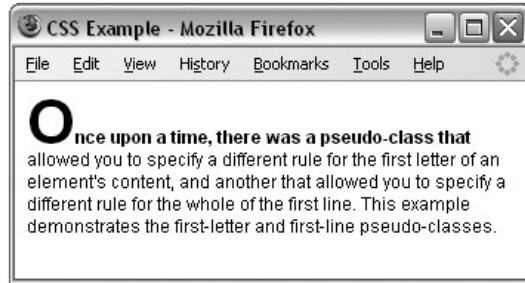 CSS Example - Mozilla Firefox
File Edit View History Bookmarks Tools Help
Once upon a time, there was a pseudo-class that
allowed you to specify a different rule for the first letter of an
element's content, and another that allowed you to specify a
different rule for the whole of the first line. This example
demonstrates the first-letter and first-line pseudo-classes.